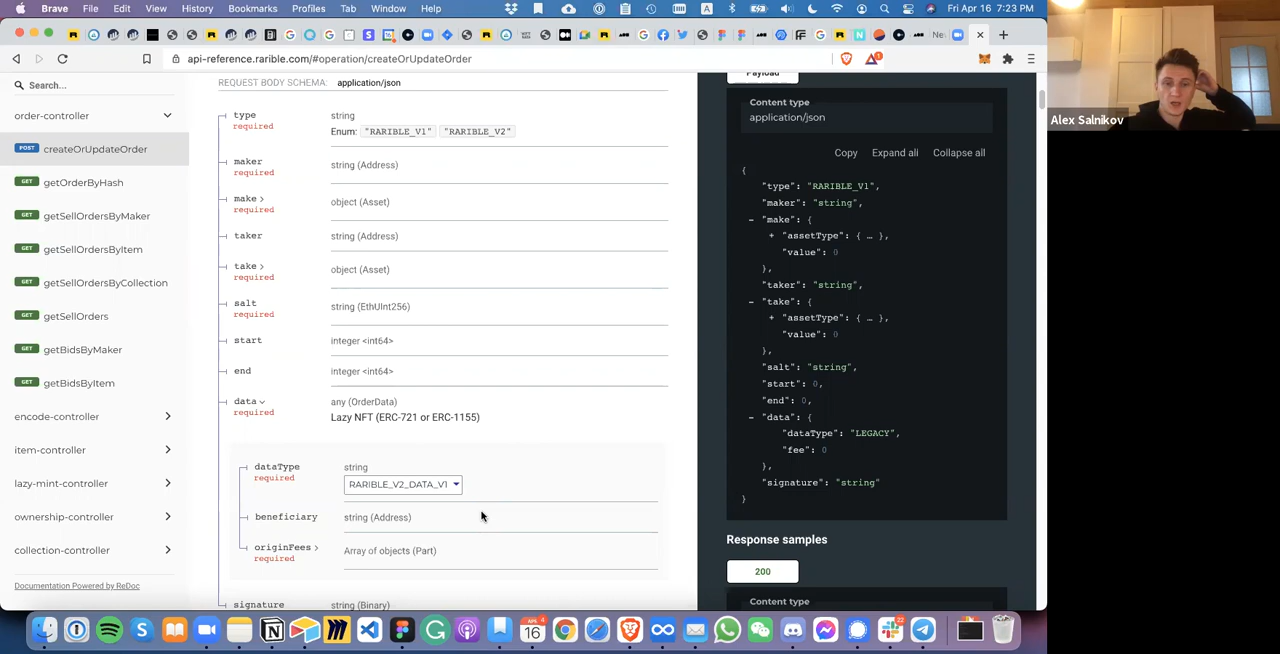 Brave File Edit View History Bookmarks Profiles Tab Window Help
Fri Apr 16 7:23 PM
api-reference.rarible.com/#operation/createOrUpdateOrder
Search...
order-controller
POST createOrUpdateOrder
GET getOrderByHash
GET getSellOrdersByMaker
GET getSellOrdersByItem
GET getSellOrdersByCollection
GET getSellOrders
GET getBidsByMaker
GET getBidsByItem
encode-controller
item-controller
lazy-mint-controller
ownership-controller
collection-controller
Documentation Powered by ReDoc
REQUEST BODY SCHEMA: application/json
type string
required Enum: "RARIBLE_V1" "RARIBLE_V2"
maker string (Address)
required
make > object (Asset)
required
taker string (Address)
take > object (Asset)
required
salt string (EthUInt256)
required
start integer <int64>
end integer <int64>
data any (OrderData)
required Lazy NFT (ERC-721 or ERC-1155)
dataType string
required RARIBLE_V2_DATA_V1
beneficiary string (Address)
originFees > Array of objects (Part)
required
signature string (Binary)
Payload
Content type
application/json
Copy Expand all Collapse all
{
"type": "RARIBLE_V1",
"maker": "string",
- "make": {
+ "assetType": { … },
"value": 0
},
"taker": "string",
- "take": {
+ "assetType": { … },
"value": 0
},
"salt": "string",
"start": 0,
"end": 0,
- "data": {
"dataType": "LEGACY",
"fee": 0
},
"signature": "string"
}
Response samples
200
Content type
Alex Salnikov